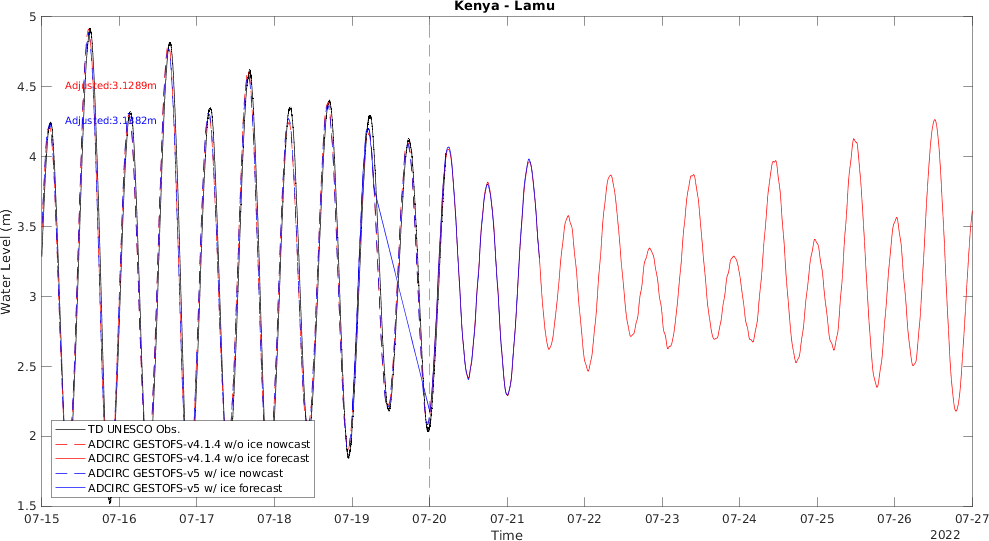 Kenya - Lamu
5
4.5
4
3.5
3
2.5
2
1.5
Water Level (m)
Adjusted:3.1289m
Adjusted:3.1382m
TD UNESCO Obs.
ADCIRC GESTOFS-v4.1.4 w/o ice nowcast
ADCIRC GESTOFS-v4.1.4 w/o ice forecast
ADCIRC GESTOFS-v5 w/ ice nowcast
ADCIRC GESTOFS-v5 w/ ice forecast
07-15 07-16 07-17 07-18 07-19 07-20 07-21 07-22 07-23 07-24 07-25 07-26 07-27
Time
2022